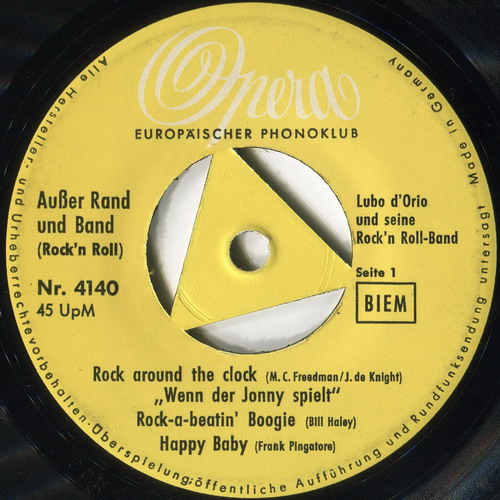 Opera
EUROPÄISCHER PHONOKLUB
Außer Rand
und Band
(Rock'n Roll)
Nr. 4140
45 UpM
Lubo d'Orio
und seine
Rock'n Roll-Band
Seite 1
BIEM
Rock around the clock (M. C. Freedman/J. de Knight)
„Wenn der Jonny spielt"
Rock-a-beatin' Boogie (Bill Haley)
Happy Baby (Frank Pingatore)
Alle Hersteller- und Urheberrechte vorbehalten. Überspielung, öffentliche Aufführung und Rundfunksendung untersagt
Made in Germany